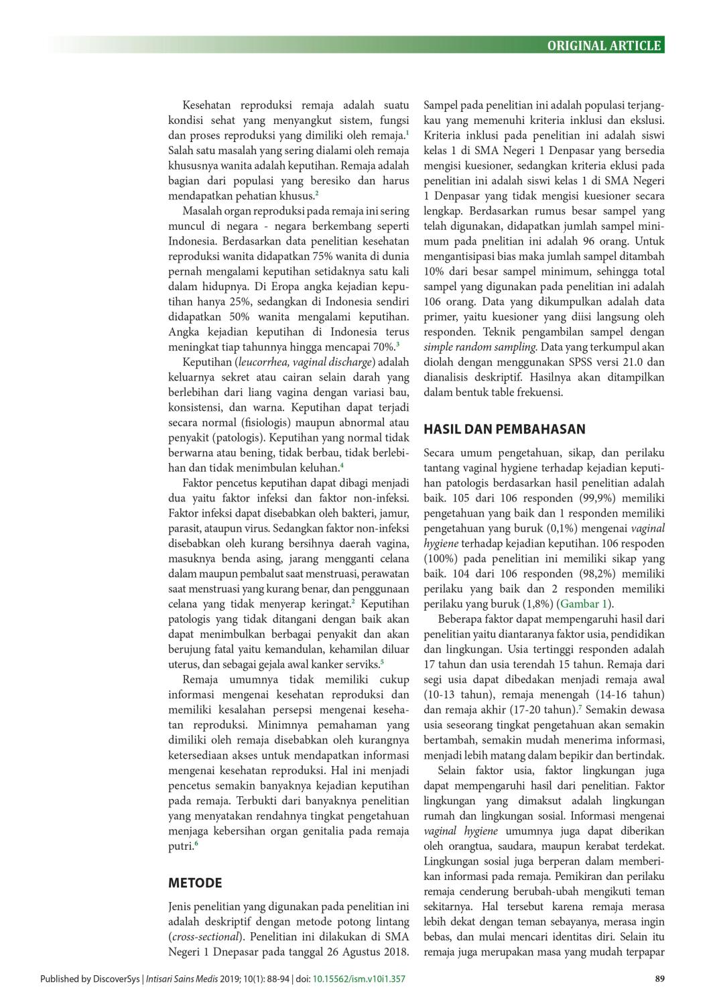 ORIGINAL ARTICLE
Kesehatan reproduksi remaja adalah suatu
kondisi sehat yang menyangkut sistem, fungsi
dan proses reproduksi yang dimiliki oleh remaja.1
Salah satu masalah yang sering dialami oleh remaja
khususnya wanita adalah keputihan. Remaja adalah
bagian dari populasi yang beresiko dan harus
mendapatkan pehatian khusus.2
Masalah organ reproduksi pada remaja ini sering
muncul di negara - negara berkembang seperti
Indonesia. Berdasarkan data penelitian kesehatan
reproduksi wanita didapatkan 75% wanita di dunia
pernah mengalami keputihan setidaknya satu kali
dalam hidupnya. Di Eropa angka kejadian kepu-
tihan hanya 25%, sedangkan di Indonesia sendiri
didapatkan 50% wanita mengalami keputihan.
Angka kejadian keputihan di Indonesia terus
meningkat tiap tahunnya hingga mencapai 70%.3
Keputihan (leucorrhea, vaginal discharge) adalah
keluarnya sekret atau cairan selain darah yang
berlebihan dari liang vagina dengan variasi bau,
konsistensi, dan warna. Keputihan dapat terjadi
secara normal (fisiologis) maupun abnormal atau
penyakit (patologis). Keputihan yang normal tidak
berwarna atau bening, tidak berbau, tidak berlebi-
han dan tidak menimbulan keluhan.4
Faktor pencetus keputihan dapat dibagi menjadi
dua yaitu faktor infeksi dan faktor non-infeksi.
Faktor infeksi dapat disebabkan oleh bakteri, jamur,
parasit, ataupun virus. Sedangkan faktor non-infeksi
disebabkan oleh kurang bersihnya daerah vagina,
masuknya benda asing, jarang mengganti celana
dalam maupun pembalut saat menstruasi, perawatan
saat menstruasi yang kurang benar, dan penggunaan
celana yang tidak menyerap keringat.2 Keputihan
patologis yang tidak ditangani dengan baik akan
dapat menimbulkan berbagai penyakit dan akan
berujung fatal yaitu kemandulan, kehamilan diluar
uterus, dan sebagai gejala awal kanker serviks.5
Remaja umumnya tidak memiliki cukup
informasi mengenai kesehatan reproduksi dan
memiliki kesalahan persepsi mengenai keseha-
tan reproduksi. Minimnya pemahaman yang
dimiliki oleh remaja disebabkan oleh kurangnya
ketersediaan akses untuk mendapatkan informasi
mengenai kesehatan reproduksi. Hal ini menjadi
pencetus semakin banyaknya kejadian keputihan
pada remaja. Terbukti dari banyaknya penelitian
yang menyatakan rendahnya tingkat pengetahuan
menjaga kebersihan organ genitalia pada remaja
putri.6
METODE
Jenis penelitian yang digunakan pada penelitian ini
adalah deskriptif dengan metode potong lintang
(cross-sectional). Penelitian ini dilakukan di SMA
Negeri 1 Dnepasar pada tanggal 26 Agustus 2018.
Sampel pada penelitian ini adalah populasi terjang-
kau yang memenuhi kriteria inklusi dan ekslusi.
Kriteria inklusi pada penelitian ini adalah siswi
kelas 1 di SMA Negeri 1 Denpasar yang bersedia
mengisi kuesioner, sedangkan kriteria eklusi pada
penelitian ini adalah siswi kelas 1 di SMA Negeri
1 Denpasar yang tidak mengisi kuesioner secara
lengkap. Berdasarkan rumus besar sampel yang
telah digunakan, didapatkan jumlah sampel mini-
mum pada pnelitian ini adalah 96 orang. Untuk
mengantisipasi bias maka jumlah sampel ditambah
10% dari besar sampel minimum, sehingga total
sampel yang digunakan pada penelitian ini adalah
106 orang. Data yang dikumpulkan adalah data
primer, yaitu kuesioner yang diisi langsung oleh
responden. Teknik pengambilan sampel dengan
simple random sampling. Data yang terkumpul akan
diolah dengan menggunakan SPSS versi 21.0 dan
dianalisis deskriptif. Hasilnya akan ditampilkan
dalam bentuk table frekuensi.
HASIL DAN PEMBAHASAN
Secara umum pengetahuan, sikap, dan perilaku
tantang vaginal hygiene terhadap kejadian keputi-
han patologis berdasarkan hasil penelitian adalah
baik. 105 dari 106 responden (99,9%) memiliki
pengetahuan yang baik dan 1 responden memiliki
pengetahuan yang buruk (0,1%) mengenai vaginal
hygiene terhadap kejadian keputihan. 106 respoden
(100%) pada penelitian ini memiliki sikap yang
baik. 104 dari 106 responden (98,2%) memiliki
perilaku yang baik dan 2 responden memiliki
perilaku yang buruk (1,8%) (Gambar 1).
Beberapa faktor dapat mempengaruhi hasil dari
penelitian yaitu diantaranya faktor usia, pendidikan
dan lingkungan. Usia tertinggi responden adalah
17 tahun dan usia terendah 15 tahun. Remaja dari
segi usia dapat dibedakan menjadi remaja awal
(10-13 tahun), remaja menengah (14-16 tahun)
dan remaja akhir (17-20 tahun).7 Semakin dewasa
usia seseorang tingkat pengetahuan akan semakin
bertambah, semakin mudah menerima informasi,
menjadi lebih matang dalam bepikir dan bertindak.
Selain faktor usia, faktor lingkungan juga
dapat mempengaruhi hasil dari penelitian. Faktor
lingkungan yang dimaksut adalah lingkungan
rumah dan lingkungan sosial. Informasi mengenai
vaginal hygiene umumnya juga dapat diberikan
oleh orangtua, saudara, maupun kerabat terdekat.
Lingkungan sosial juga berperan dalam memberi-
kan informasi pada remaja. Pemikiran dan perilaku
remaja cenderung berubah-ubah mengikuti teman
sekitarnya. Hal tersebut karena remaja merasa
lebih dekat dengan teman sebayanya, merasa ingin
bebas, dan mulai mencari identitas diri. Selain itu
remaja juga merupakan masa yang mudah terpapar
Published by DiscoverSys | Intisari Sains Medis 2019; 10(1): 88-94 | doi: 10.15562/ism.v10i1.357
89